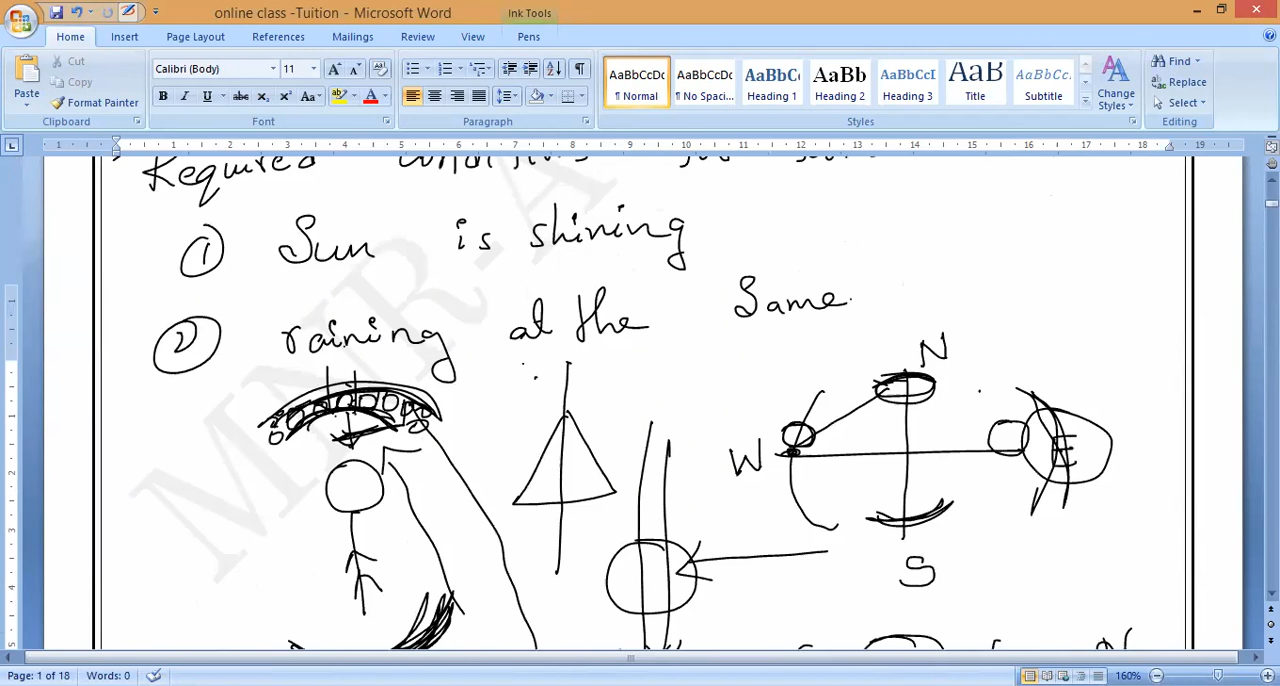 online class -Tuition - Microsoft Word
Ink Tools
Home Insert Page Layout References Mailings Review View Pens
Paste
Cut
Copy
Format Painter
Clipboard
Calibri (Body) 11
Font
Paragraph
AaBbCcDc AaBbCcDc AaBbC AaBb AaBbCcI AaB AaBbCc.
¶ Normal ¶ No Spaci... Heading 1 Heading 2 Heading 3 Title Subtitle
Styles
Change Styles
Find
Replace
Select
Editing
Required conditions
① Sun is shining
② raining at the Same
N
W E
S
MNR-A
Page: 1 of 18 Words: 0 160%